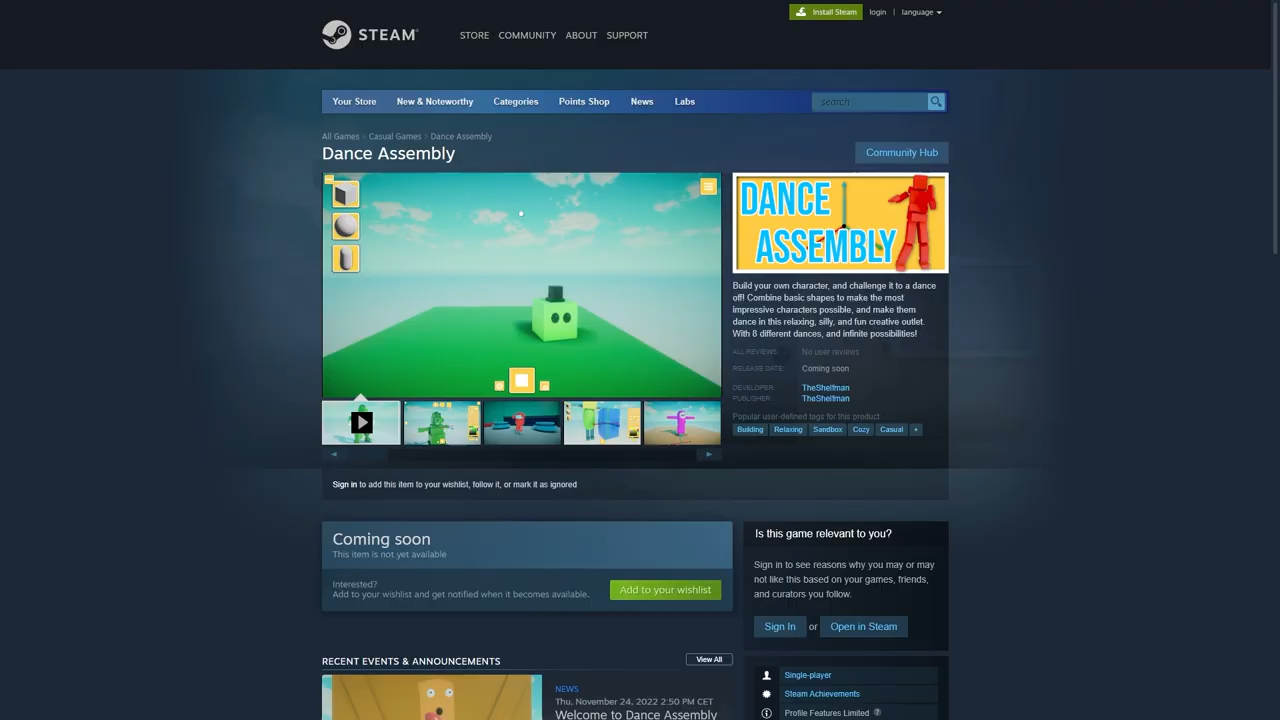 Install Steam
login | language
STEAM
STORE COMMUNITY ABOUT SUPPORT
Your Store New & Noteworthy Categories Points Shop News Labs
search
All Games > Casual Games > Dance Assembly
Dance Assembly
Community Hub
DANCE
ASSEMBLY
Build your own character, and challenge it to a dance
off! Combine basic shapes to make the most
impressive characters possible, and make them
dance in this relaxing, silly, and fun creative outlet.
With 8 different dances, and infinite possibilities!
ALL REVIEWS: No user reviews
RELEASE DATE: Coming soon
DEVELOPER: TheShelfman
PUBLISHER: TheShelfman
Popular user-defined tags for this product
Building Relaxing Sandbox Cozy Casual +
Sign in to add this item to your wishlist, follow it, or mark it as ignored
Coming soon
This item is not yet available
Interested?
Add to your wishlist and get notified when it becomes available.
Add to your wishlist
Is this game relevant to you?
Sign in to see reasons why you may or may
not like this based on your games, friends,
and curators you follow.
Sign In or Open in Steam
RECENT EVENTS & ANNOUNCEMENTS
View All
NEWS
Thu, November 24, 2022 2:50 PM CET
Welcome to Dance Assembly
Single-player
Steam Achievements
Profile Features Limited ?